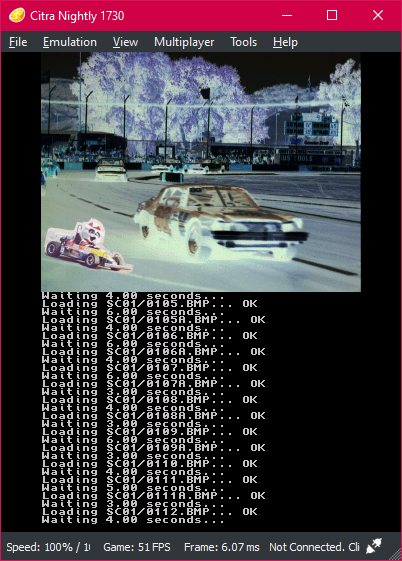 Citra Nightly 1730
File Emulation View Multiplayer Tools Help
Waiting 4.00 seconds...
Loading SC01/0105.BMP... OK
Waiting 6.00 seconds...
Loading SC01/0105A.BMP... OK
Waiting 4.00 seconds...
Loading SC01/0106.BMP... OK
Waiting 6.00 seconds...
Loading SC01/0106A.BMP... OK
Waiting 4.00 seconds...
Loading SC01/0107.BMP... OK
Waiting 6.00 seconds...
Loading SC01/0107A.BMP... OK
Waiting 3.00 seconds...
Loading SC01/0108.BMP... OK
Waiting 4.00 seconds...
Loading SC01/0108A.BMP... OK
Waiting 3.00 seconds...
Loading SC01/0109.BMP... OK
Waiting 6.00 seconds...
Loading SC01/0109A.BMP... OK
Waiting 3.00 seconds...
Loading SC01/0110.BMP... OK
Waiting 4.00 seconds...
Loading SC01/0111.BMP... OK
Waiting 5.00 seconds...
Loading SC01/0111A.BMP... OK
Waiting 3.00 seconds...
Loading SC01/0112.BMP... OK
Waiting 4.00 seconds...
Speed: 100% / 1 Game: 51 FPS Frame: 6.07 ms Not Connected. Cli